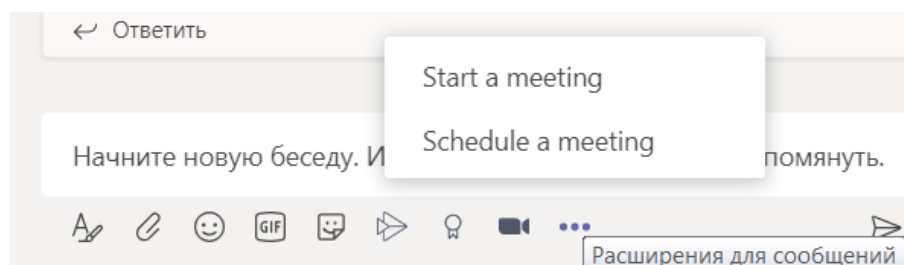 Ответить
Start a meeting
Schedule a meeting
Начните новую беседу. И помянуть.
GIF
Расширения для сообщений